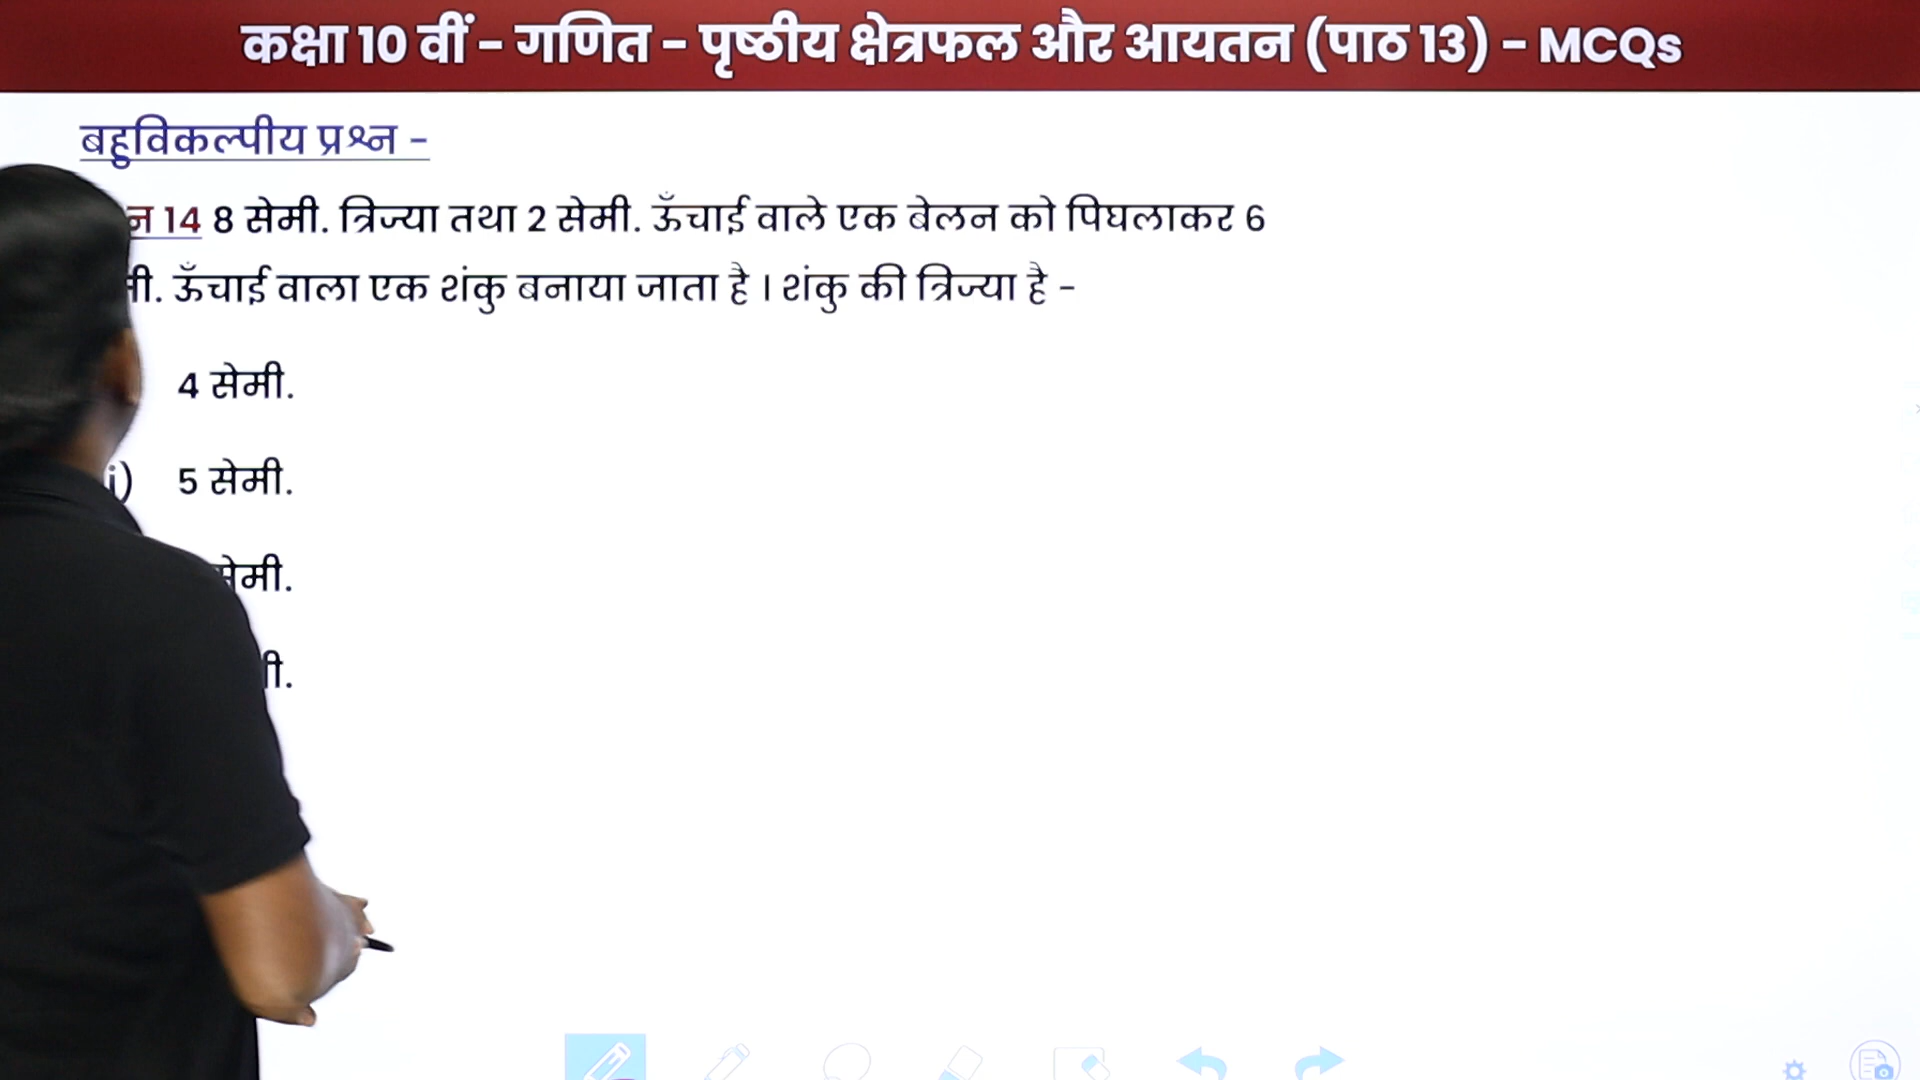 कक्षा 10 वीं - गणित - पृष्ठीय क्षेत्रफल और आयतन (पाठ 13) - MCQs
बहुविकल्पीय प्रश्न -
14 8 सेमी. त्रिज्या तथा 2 सेमी. ऊँचाई वाले एक बेलन को पिघलाकर 6
ऊँचाई वाला एक शंकु बनाया जाता है । शंकु की त्रिज्या है -
4 सेमी.
5 सेमी.